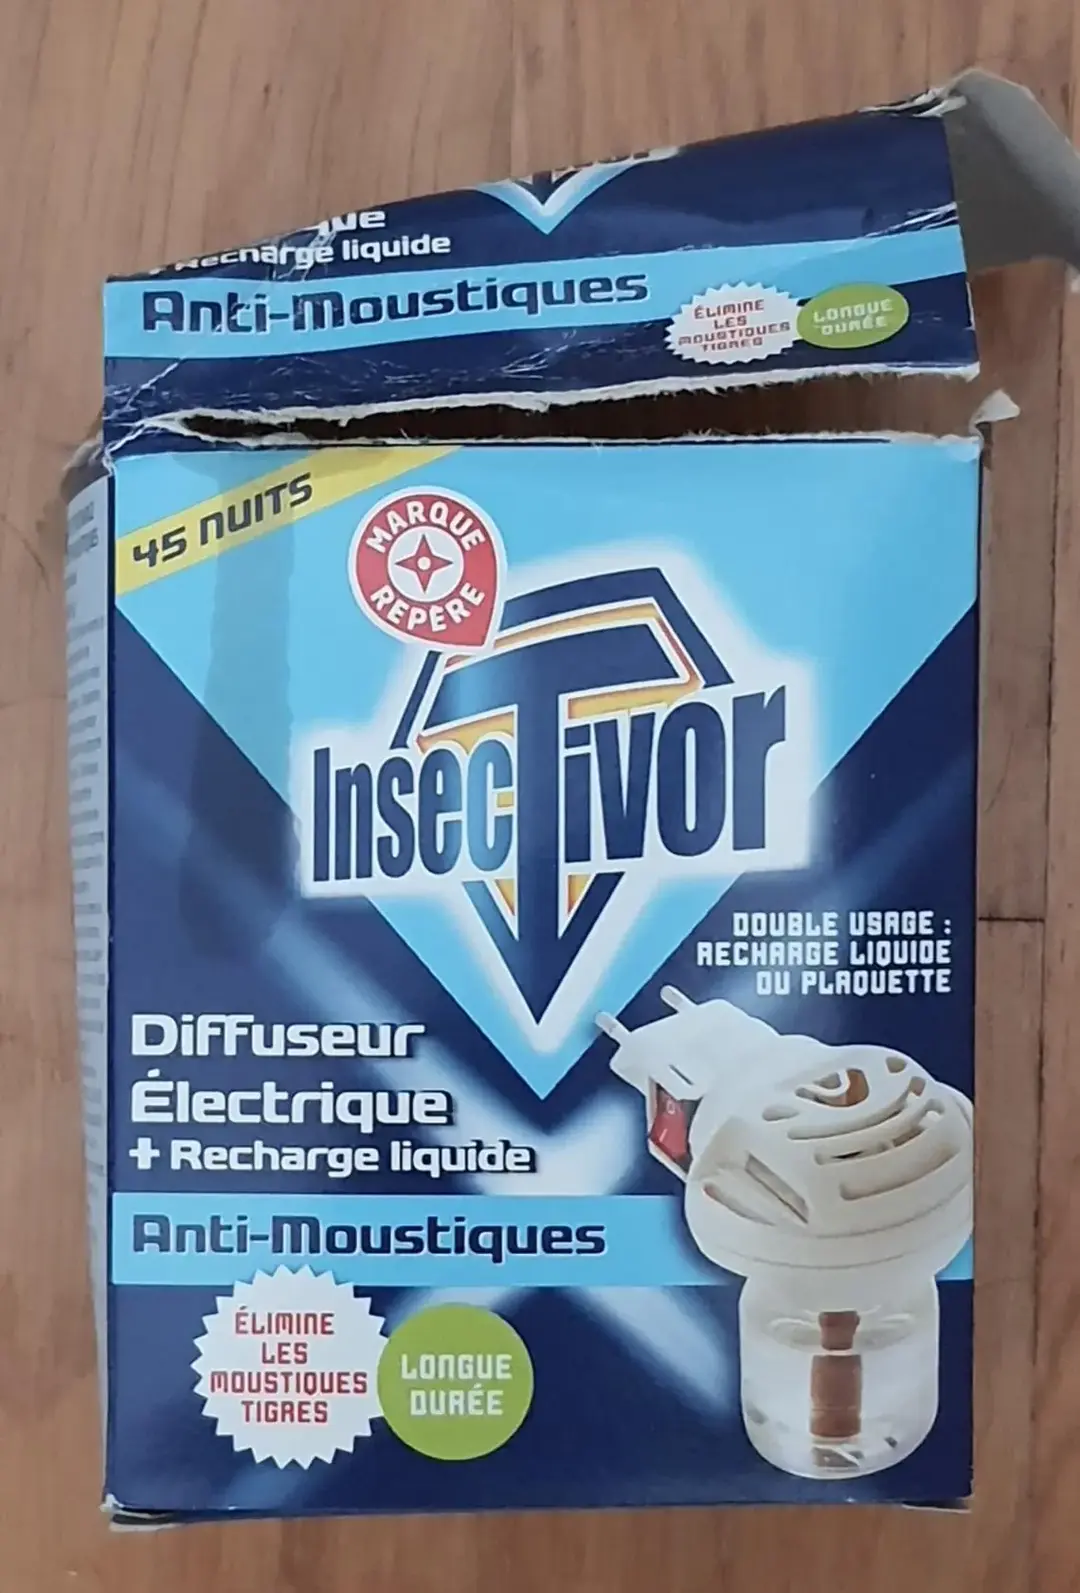 liquide
Anti-Moustiques
ÉLIMINE
LES
MOUSTIQUES
TIGRES
LONGUE
DURÉE
45 NUITS
MARQUE
REPÈRE
InsecTivor
DOUBLE USAGE :
RECHARGE LIQUIDE
OU PLAQUETTE
Diffuseur
Électrique
+ Recharge liquide
Anti-Moustiques
ÉLIMINE
LES
MOUSTIQUES
TIGRES
LONGUE
DURÉE